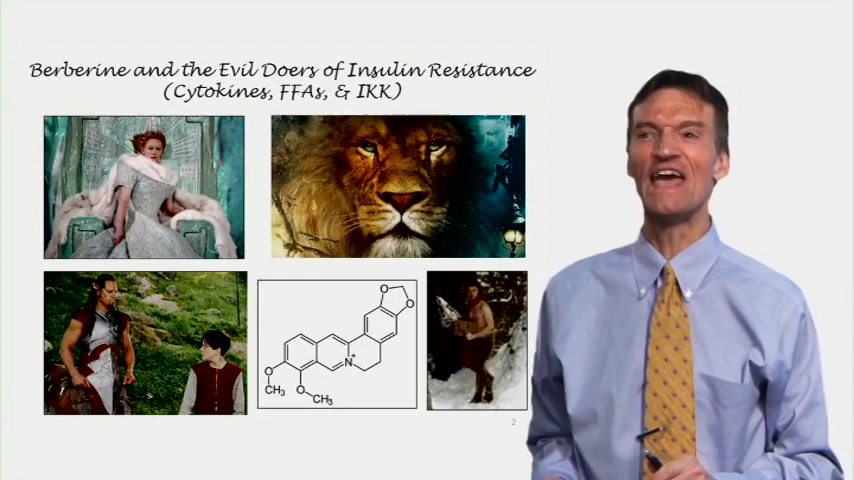 Berberine and the Evil Doers of Insulin Resistance
(Cytokines, FFAs, & IKK)
O
O
N+
O
CH3
O
CH3
2